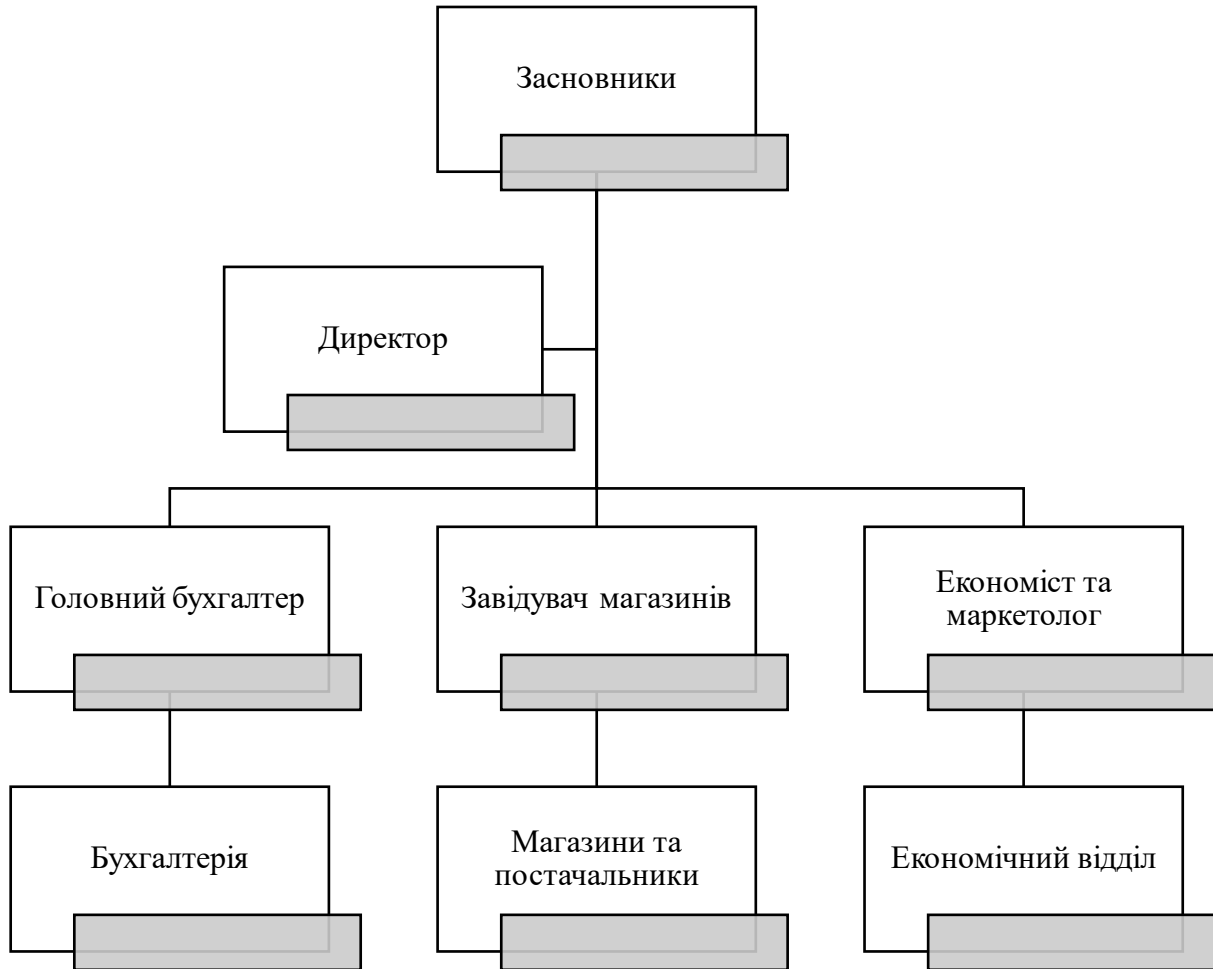 Засновники
Директор
Головний бухгалтер
Завідувач магазинів
Економіст та
маркетолог
Бухгалтерія
Магазини та
постачальники
Економічний відділ